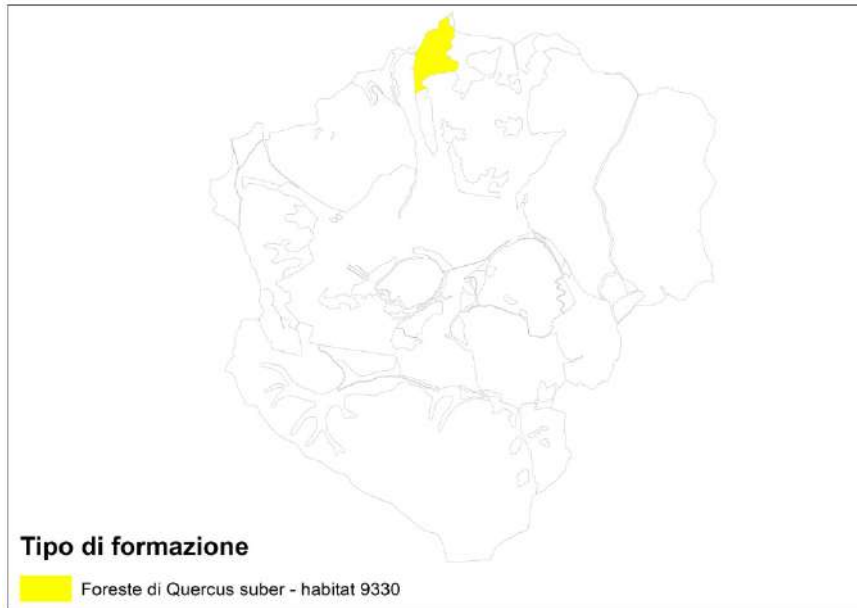 Tipo di formazione
Foreste di Quercus suber - habitat 9330